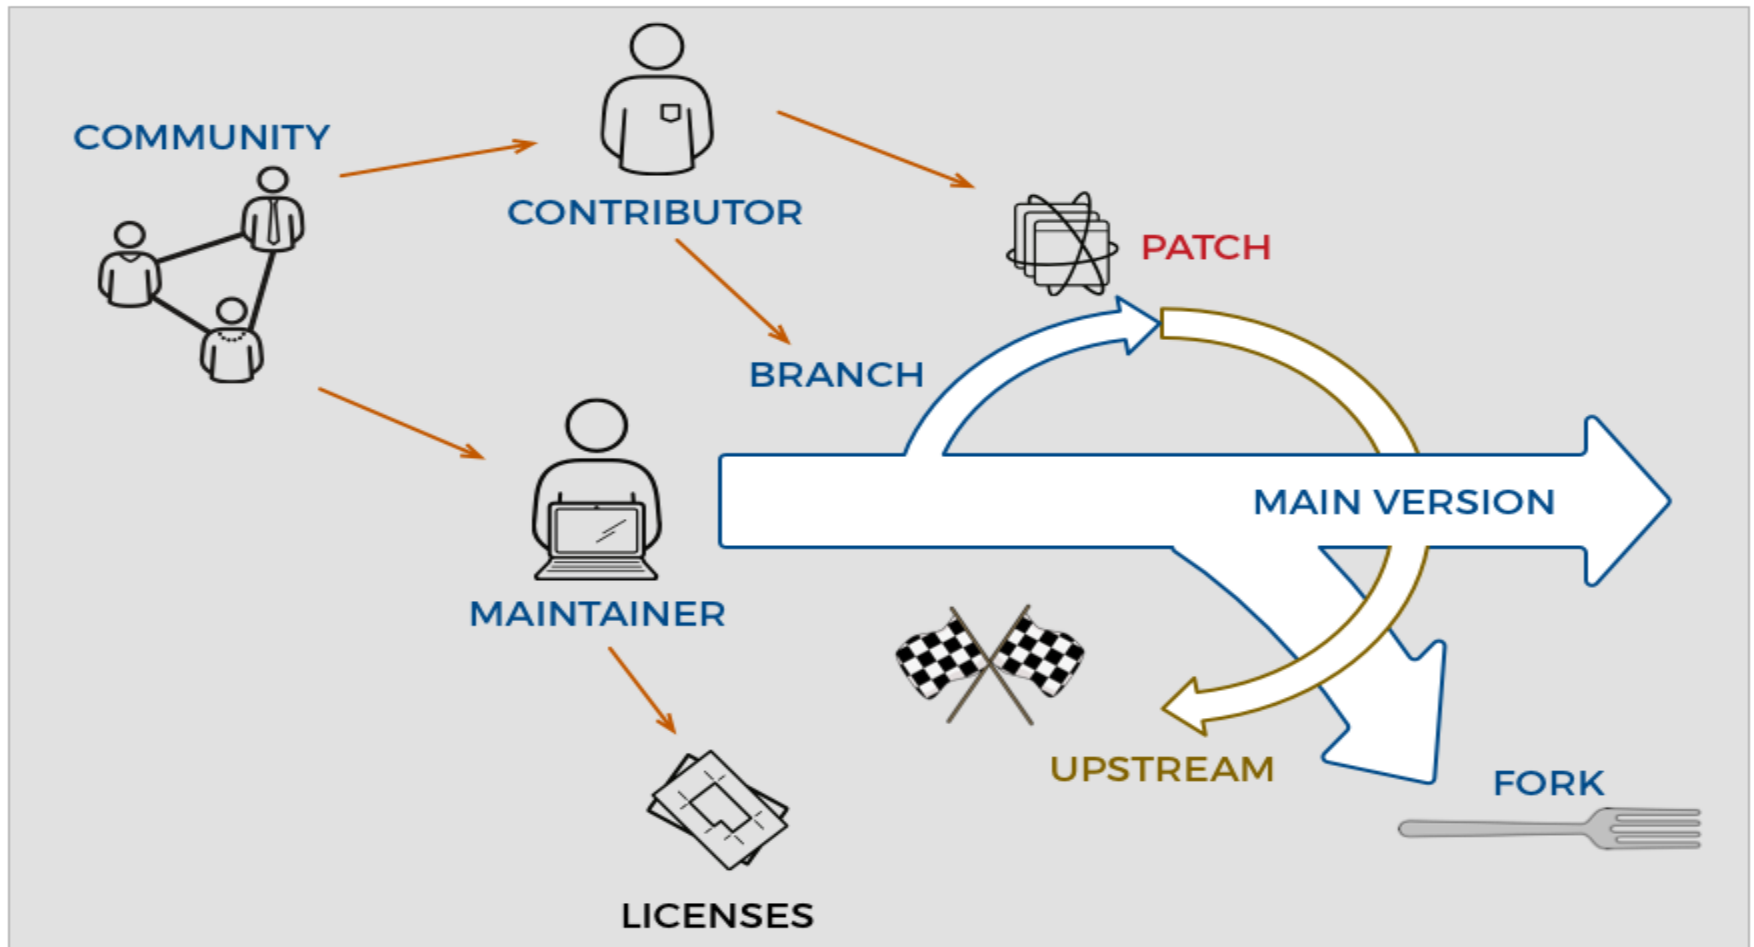 COMMUNITY
CONTRIBUTOR
PATCH
BRANCH
MAIN VERSION
MAINTAINER
UPSTREAM
FORK
LICENSES